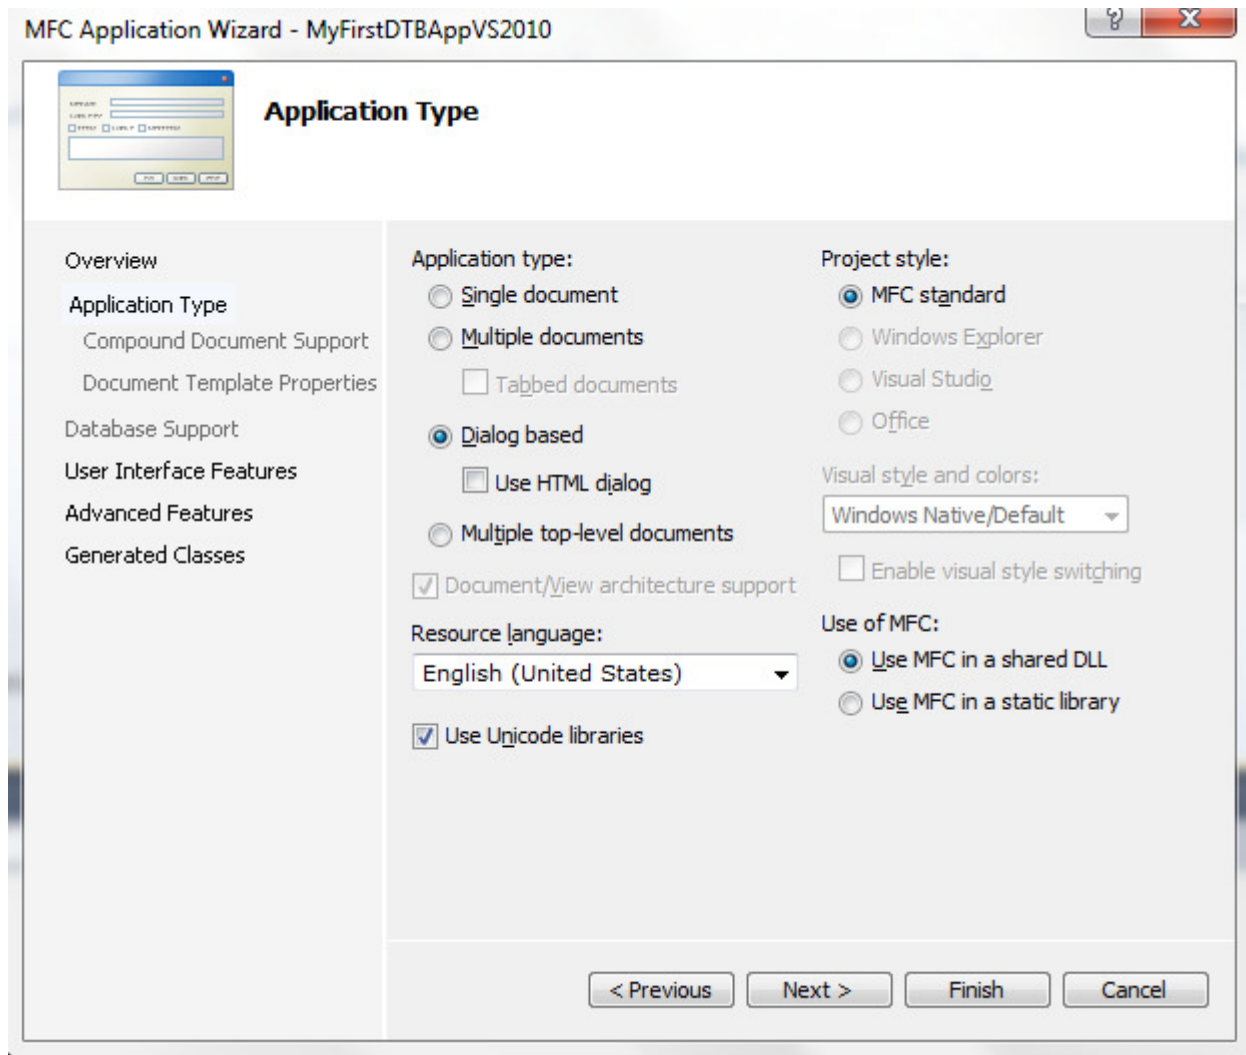 MFC Application Wizard - MyFirstDTBAppVS2010
?
X
Application Type
Overview
Application Type
Compound Document Support
Document Template Properties
Database Support
User Interface Features
Advanced Features
Generated Classes
Application type:
Single document
Multiple documents
Tabbed documents
Dialog based
Use HTML dialog
Multiple top-level documents
Document/View architecture support
Resource language:
English (United States)
Use Unicode libraries
Project style:
MFC standard
Windows Explorer
Visual Studio
Office
Visual style and colors:
Windows Native/Default
Enable visual style switching
Use of MFC:
Use MFC in a shared DLL
Use MFC in a static library
< Previous
Next >
Finish
Cancel